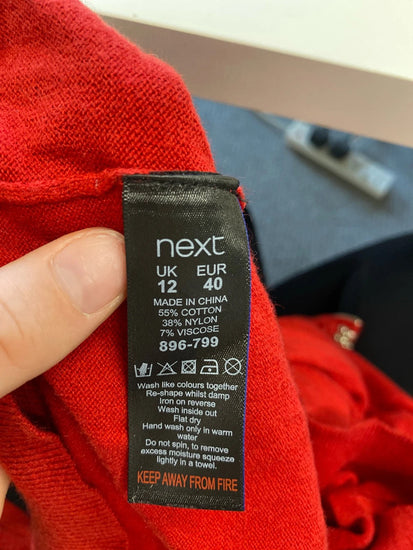 next
UK EUR
12 40
MADE IN CHINA
55% COTTON
38% NYLON
7% VISCOSE
896-799
Wash like colours together
Re-shape whilst damp
Iron on reverse
Wash inside out
Flat dry
Hand wash only in warm
water
Do not spin, to remove
excess moisture squeeze
lightly in a towel.
KEEP AWAY FROM FIRE